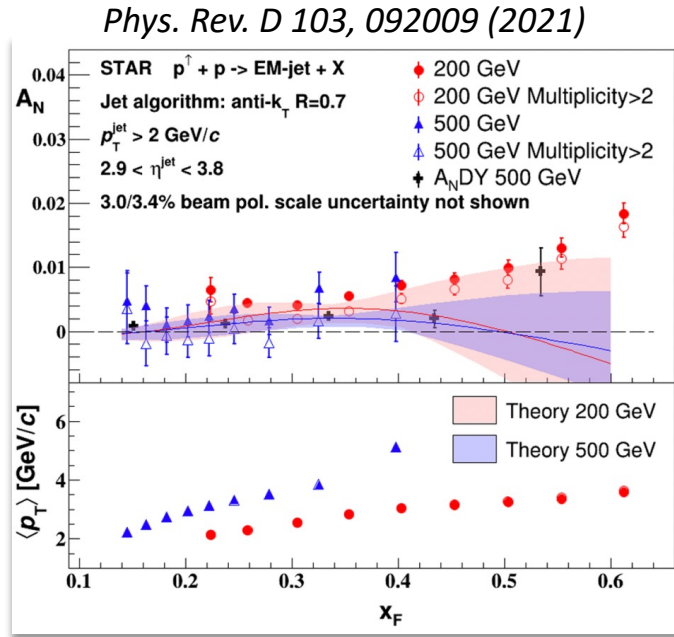 Phys. Rev. D 103, 092009 (2021)
0.04
A_N
0.03
0.02
0.01
0
STAR p↑ + p -> EM-jet + X
Jet algorithm: anti-k_T R=0.7
p_T^jet > 2 GeV/c
2.9 < η^jet < 3.8
3.0/3.4% beam pol. scale uncertainty not shown
200 GeV
200 GeV Multiplicity>2
500 GeV
500 GeV Multiplicity>2
A_NDY 500 GeV
⟨p_T⟩ [GeV/c]
6
4
2
Theory 200 GeV
Theory 500 GeV
0.1 0.2 0.3 0.4 0.5 0.6
x_F